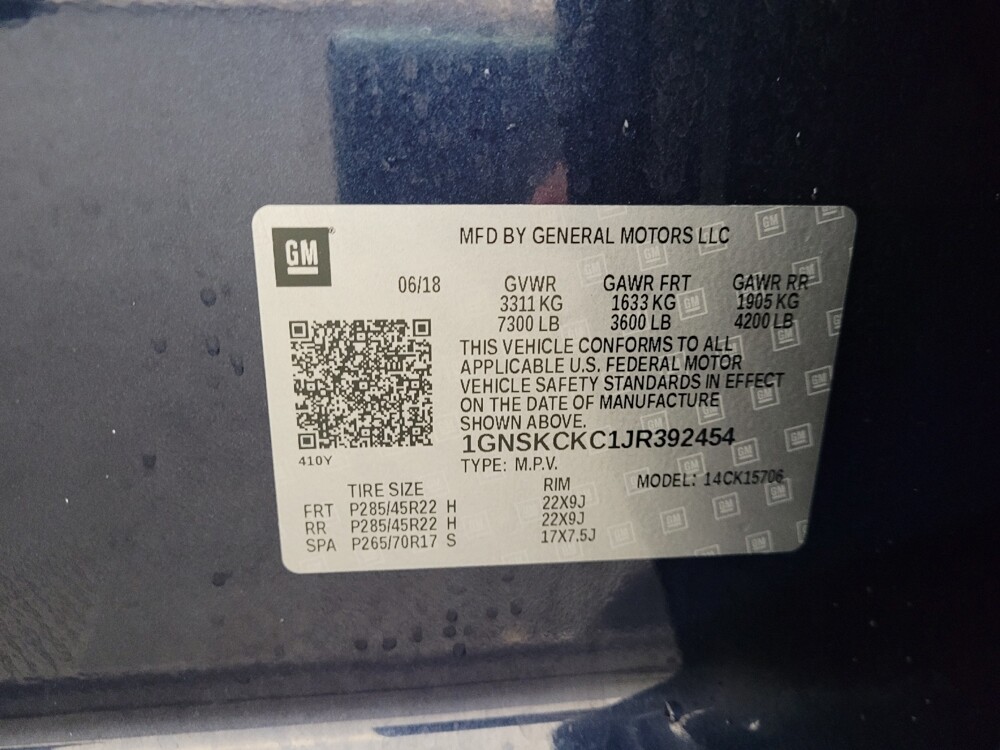 GM
MFD BY GENERAL MOTORS LLC
06/18 GVWR GAWR FRT GAWR RR
3311 KG 1633 KG 1905 KG
7300 LB 3600 LB 4200 LB
THIS VEHICLE CONFORMS TO ALL
APPLICABLE U.S. FEDERAL MOTOR
VEHICLE SAFETY STANDARDS IN EFFECT
ON THE DATE OF MANUFACTURE
SHOWN ABOVE.
1GNSKCKC1JR392454
410Y
TYPE: M.P.V.
MODEL: 14CK15706
TIRE SIZE RIM
FRT P285/45R22 H 22X9J
RR P285/45R22 H 22X9J
SPA P265/70R17 S 17X7.5J